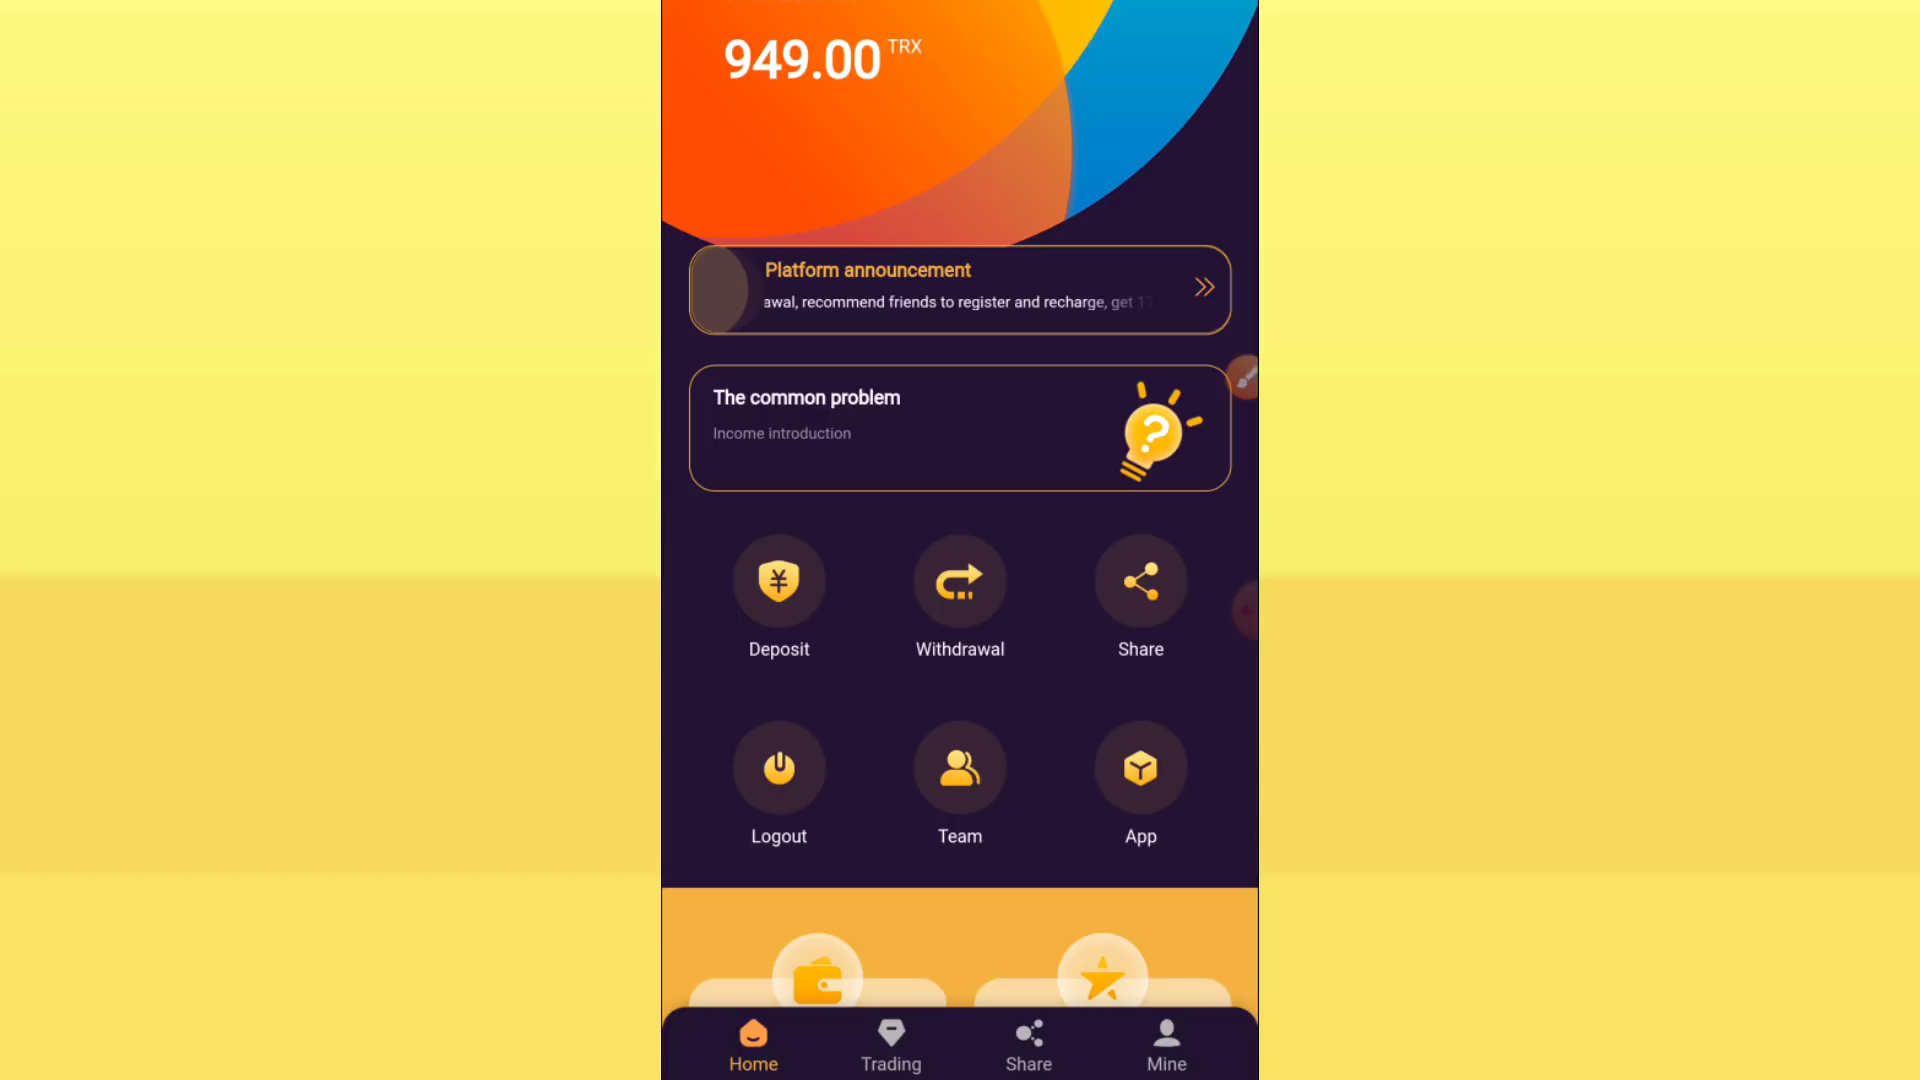 949.00 TRX
Platform announcement
awal, recommend friends to register and recharge, get 1
The common problem
Income introduction
Deposit
Withdrawal
Share
Logout
Team
App
Home
Trading
Share
Mine